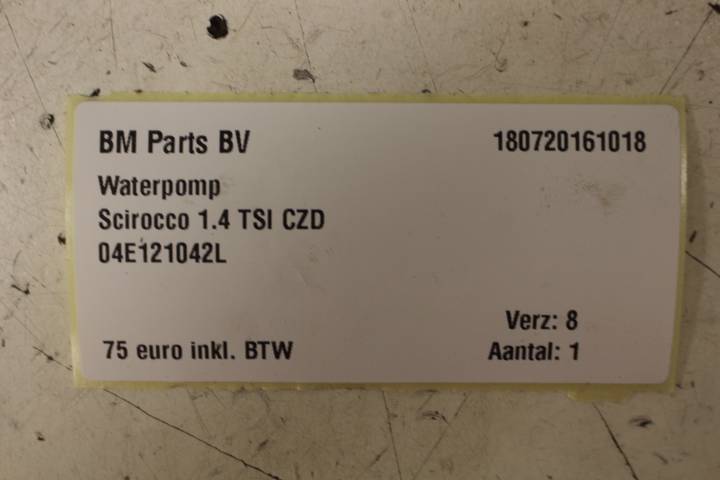 BM Parts BV 180720161018
Waterpomp
Scirocco 1.4 TSI CZD
04E121042L
Verz: 8
75 euro inkl. BTW Aantal: 1